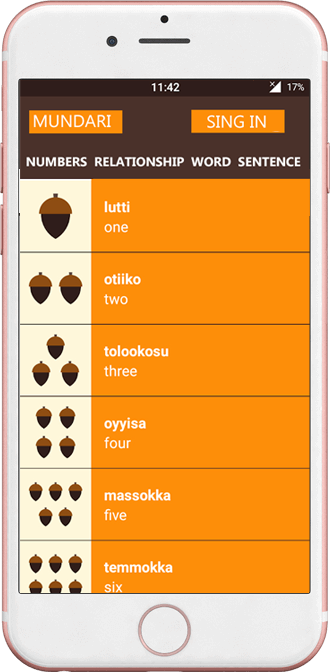 11:42 17%
MUNDARI SING IN
NUMBERS RELATIONSHIP WORD SENTENCE
lutti
one
otiiko
two
tolookosu
three
oyyisa
four
massokka
five
temmokka
six